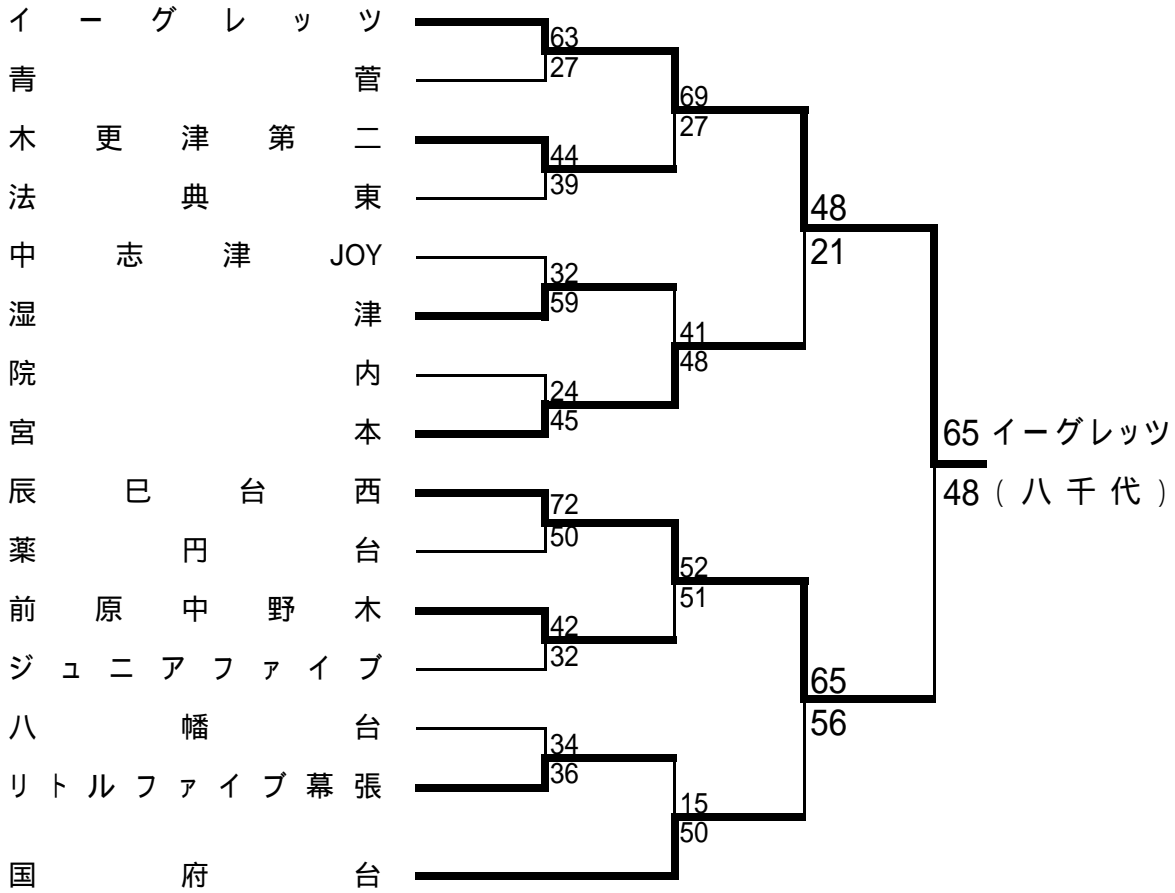 イーグレッツ
63
27
青菅
69
27
木更津第二
44
39
法典東
48
21
中志津JOY
32
59
湿津
41
48
院内
24
45
宮本
65 イーグレッツ
48 (八千代)
辰巳台西
72
50
薬円台
52
51
前原中野木
42
32
ジュニアファイブ
65
56
八幡台
34
36
リトルファイブ幕張
15
50
国府台